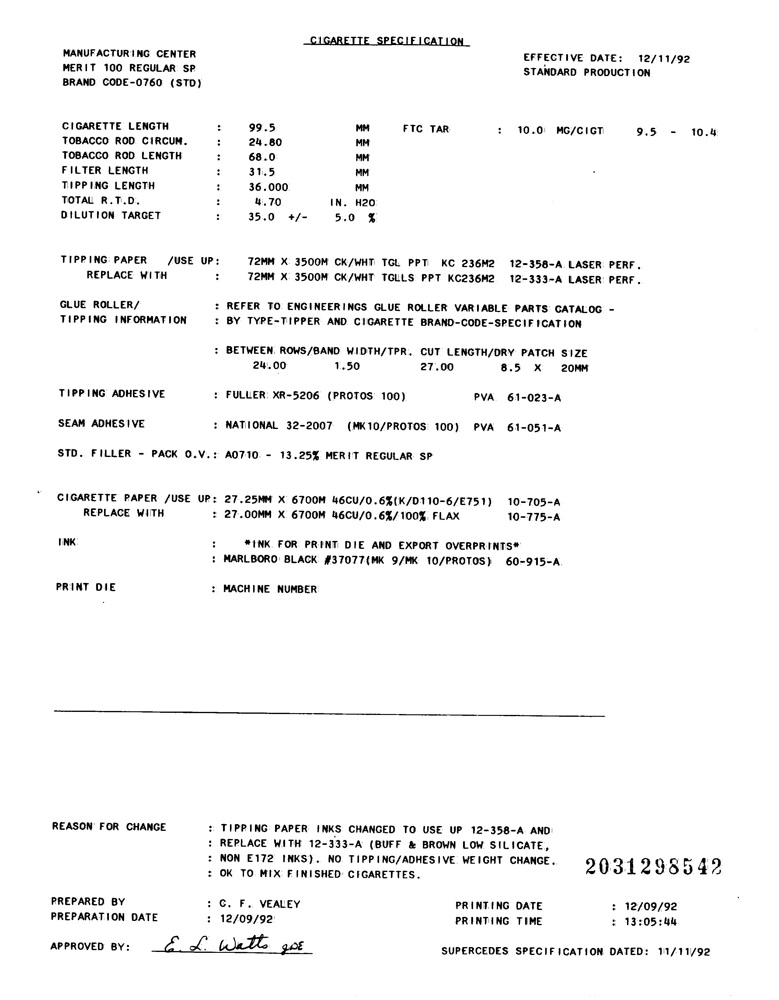 CIGARETTE SPECIFICATION
MANUFACTURING CENTER
MERIT 100 REGULAR SP
BRAND CODE-0760 (STD)
EFFECTIVE DATE: 12/11/92
STANDARD PRODUCTION
CIGARETTE LENGTH : 99.5 MM FTC TAR : 10.0 MG/CIGT 9.5 - 10.4
TOBACCO ROD CIRCUM. : 24.80 MM
TOBACCO ROD LENGTH : 68.0 MM
FILTER LENGTH : 31.5 MM
TIPPING LENGTH : 36.000 MM
TOTAL R.T.D. : 4.70 IN. H2O
DILUTION TARGET : 35.0 +/- 5.0 %
TIPPING PAPER /USE UP: 72MM X 3500M CK/WHT TGL PPT KC 236M2 12-358-A LASER PERF.
REPLACE WITH : 72MM X 3500M CK/WHT TGLLS PPT KC236M2 12-333-A LASER PERF.
GLUE ROLLER/ : REFER TO ENGINEERINGS GLUE ROLLER VARIABLE PARTS CATALOG -
TIPPING INFORMATION : BY TYPE-TIPPER AND CIGARETTE BRAND-CODE-SPECIFICATION
: BETWEEN ROWS/BAND WIDTH/TPR. CUT LENGTH/DRY PATCH SIZE
24.00 1.50 27.00 8.5 X 20MM
TIPPING ADHESIVE : FULLER XR-5206 (PROTOS 100) PVA 61-023-A
SEAM ADHESIVE : NATIONAL 32-2007 (MK10/PROTOS 100) PVA 61-051-A
STD. FILLER - PACK O.V.: A0710 - 13.25% MERIT REGULAR SP
CIGARETTE PAPER /USE UP: 27.25MM X 6700M 46CU/0.6%(K/D110-6/E751) 10-705-A
REPLACE WITH : 27.00MM X 6700M 46CU/0.6%/100% FLAX 10-775-A
INK : *INK FOR PRINT DIE AND EXPORT OVERPRINTS*
: MARLBORO BLACK #37077(MK 9/MK 10/PROTOS) 60-915-A
PRINT DIE : MACHINE NUMBER
REASON FOR CHANGE : TIPPING PAPER INKS CHANGED TO USE UP 12-358-A AND
: REPLACE WITH 12-333-A (BUFF & BROWN LOW SILICATE,
: NON E172 INKS). NO TIPPING/ADHESIVE WEIGHT CHANGE.
: OK TO MIX FINISHED CIGARETTES.
2031298542
PREPARED BY : C. F. VEALEY
PREPARATION DATE : 12/09/92
PRINTING DATE : 12/09/92
PRINTING TIME : 13:05:44
APPROVED BY: E. L. Watts
SUPERCEDES SPECIFICATION DATED: 11/11/92